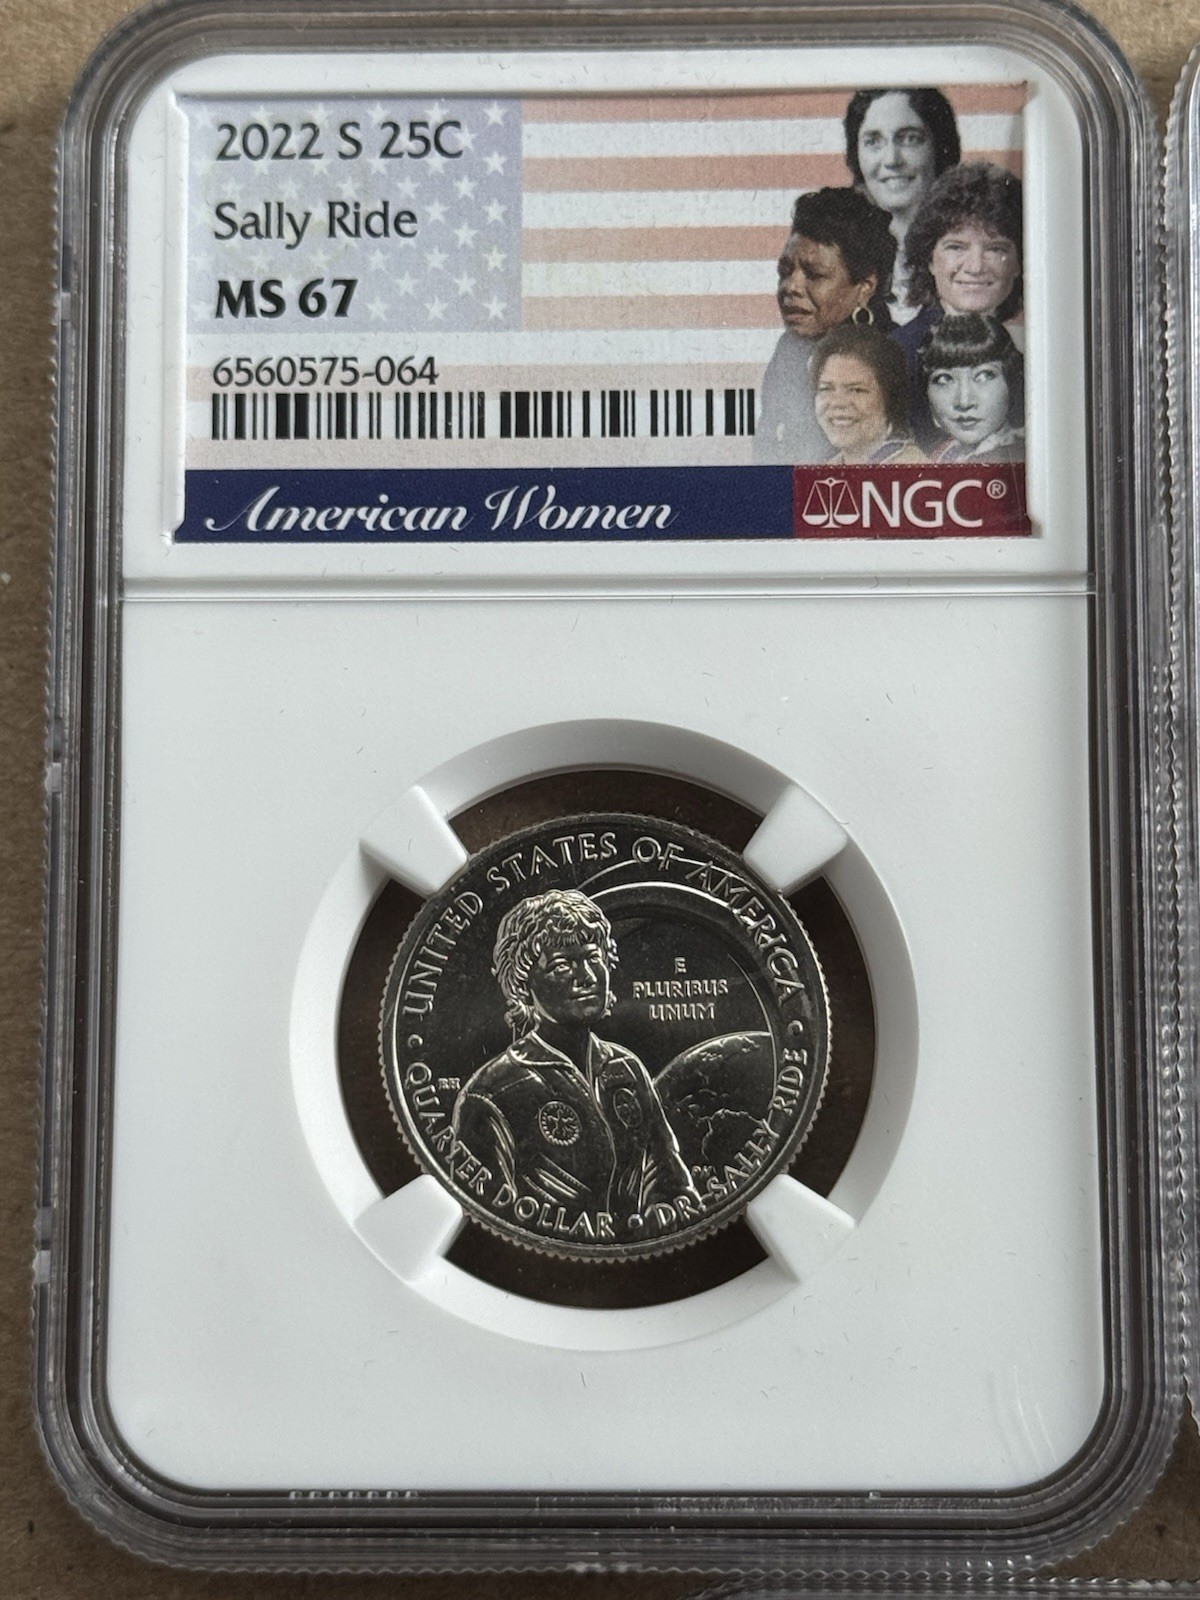 2022 S 25C
Sally Ride
MS 67
6560575-064
American Women
NGC®
UNITED STATES OF AMERICA
E
PLURIBUS
UNUM
QUARTER DOLLAR • DR. SALLY RIDE